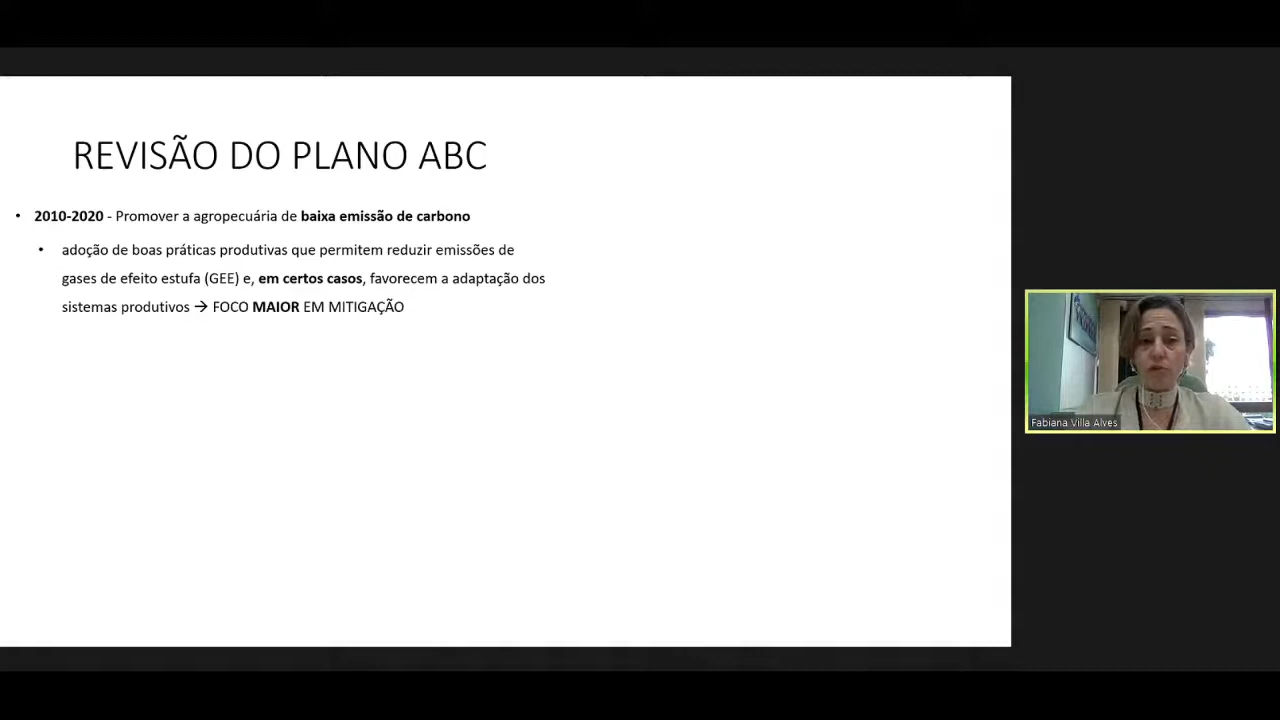 REVISÃO DO PLANO ABC
• 2010-2020 - Promover a agropecuária de baixa emissão de carbono
• adoção de boas práticas produtivas que permitem reduzir emissões de
gases de efeito estufa (GEE) e, em certos casos, favorecem a adaptação dos
sistemas produtivos → FOCO MAIOR EM MITIGAÇÃO
Fabiana Villa Alves